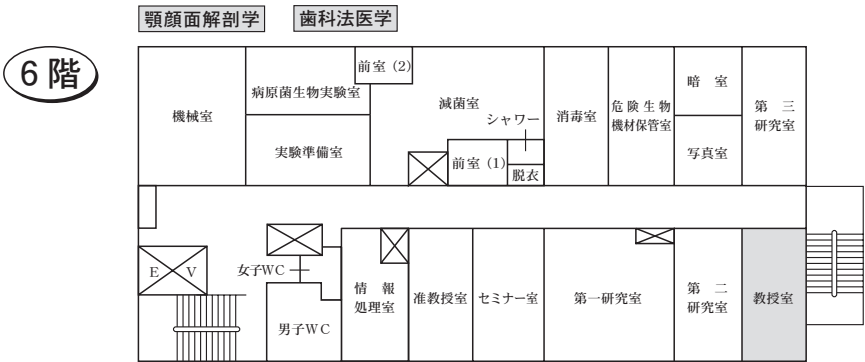 顎顔面解剖学
歯科法医学
6階
機械室
病原菌生物実験室
前室 (2)
実験準備室
滅菌室
シャワー
前室 (1)
脱衣
消毒室
危険生物
機材保管室
暗 室
写真室
第 三
研究室
E V
女子WC
男子WC
情 報
処理室
准教授室
セミナー室
第一研究室
第 二
研究室
教授室